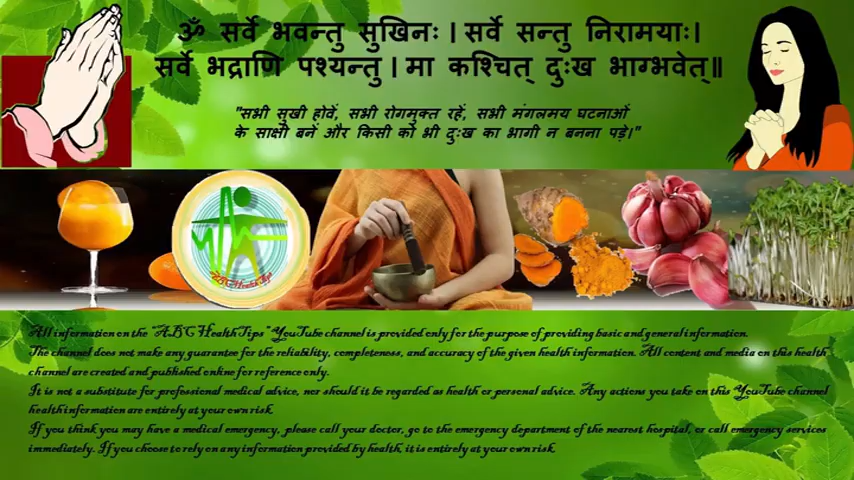 ॐ सर्वे भवन्तु सुखिनः । सर्वे सन्तु निरामयाः।
सर्वे भद्राणि पश्यन्तु । मा कश्चित् दुःख भाग्भवेत्॥
"सभी सुखी होवें, सभी रोगमुक्त रहें, सभी मंगलमय घटनाओं
के साक्षी बनें और किसी को भी दुःख का भागी न बनना पड़े।"
ABC Health Tips
All information on the "ABC Health Tips" YouTube channel is provided only for the purpose of providing basic and general information.
The channel does not make any guarantee for the reliability, completeness, and accuracy of the given health information. All content and media on this health
channel are created and published online for reference only.
It is not a substitute for professional medical advice, nor should it be regarded as health or personal advice. Any actions you take on this YouTube channel
health information are entirely at your own risk.
If you think you may have a medical emergency, please call your doctor, go to the emergency department of the nearest hospital, or call emergency services
immediately. If you choose to rely on any information provided by health, it is entirely at your own risk.